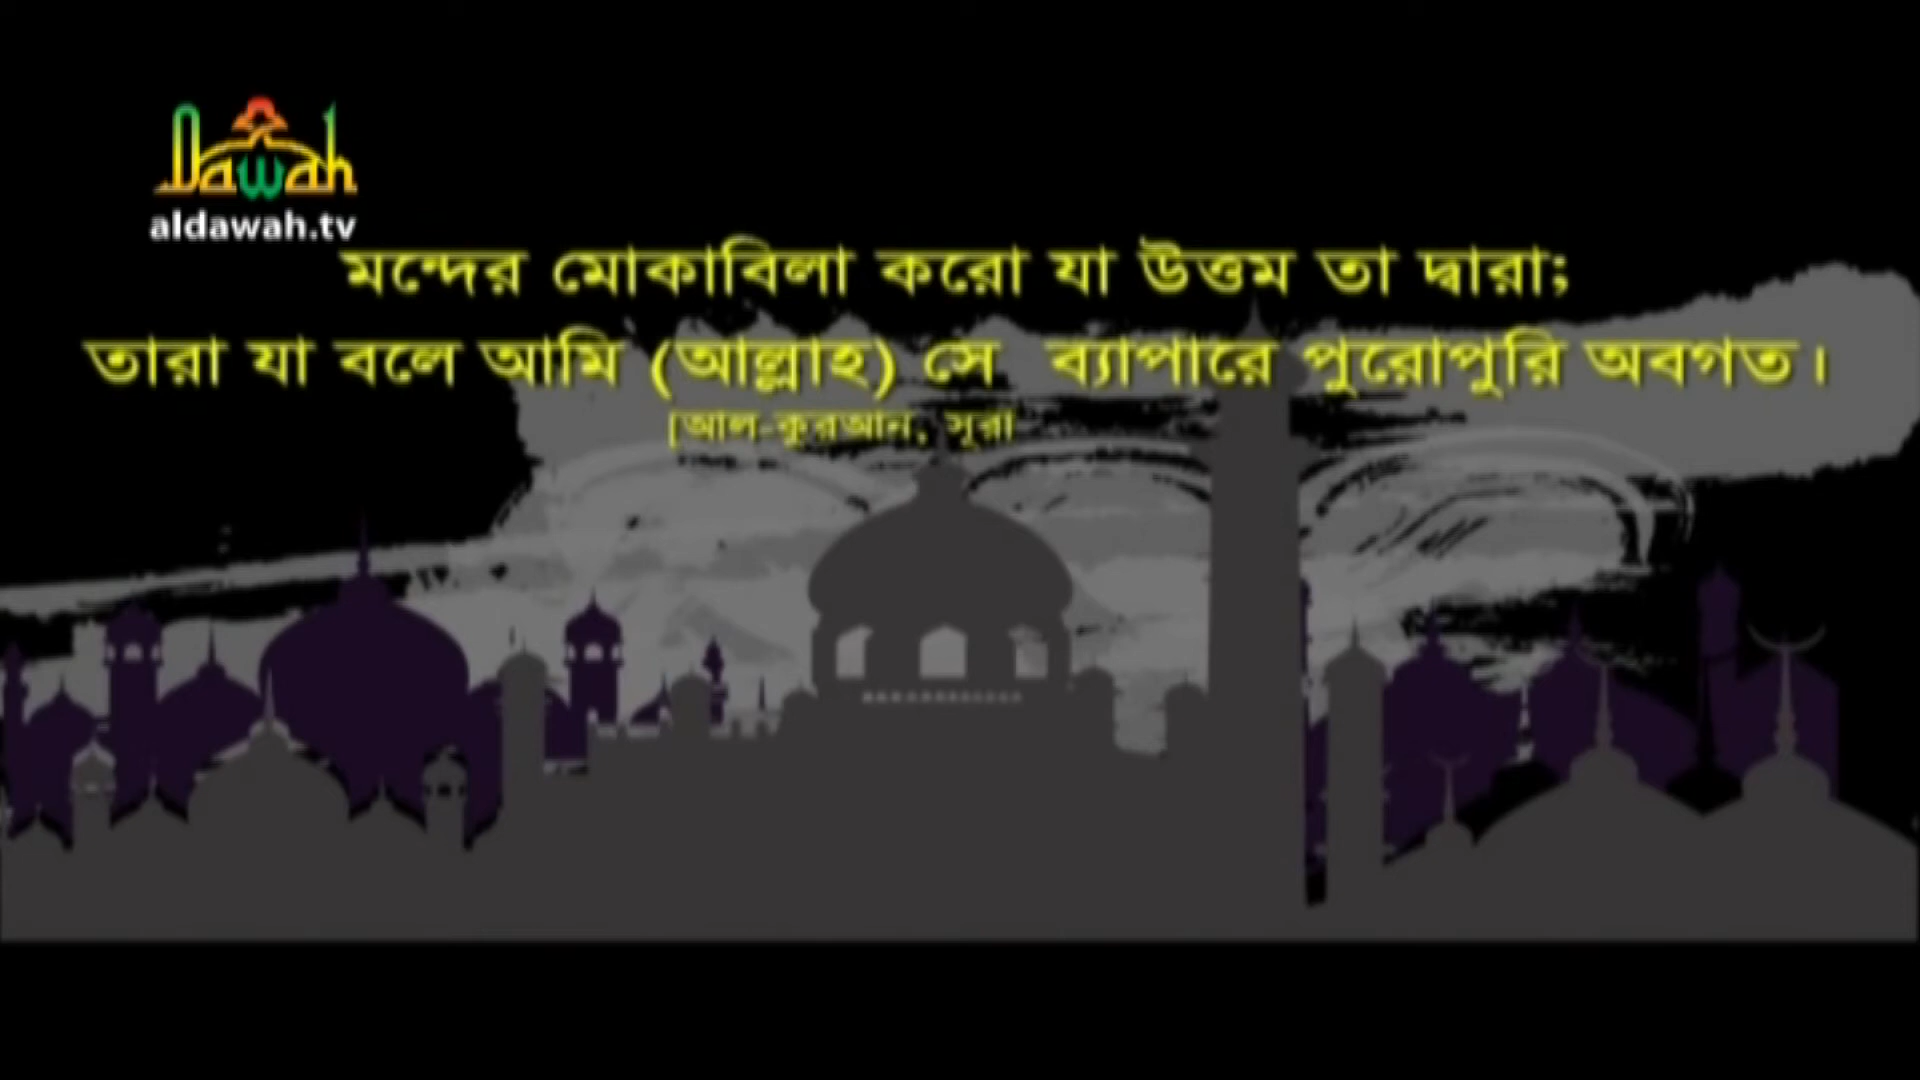 Dawah
aldawah.tv
মন্দের মোকাবিলা করো যা উত্তম তা দ্বারা;
তারা যা বলে আমি (আল্লাহ) সে ব্যাপারে পুরোপুরি অবগত।
[আল-কুরআন, সূরা